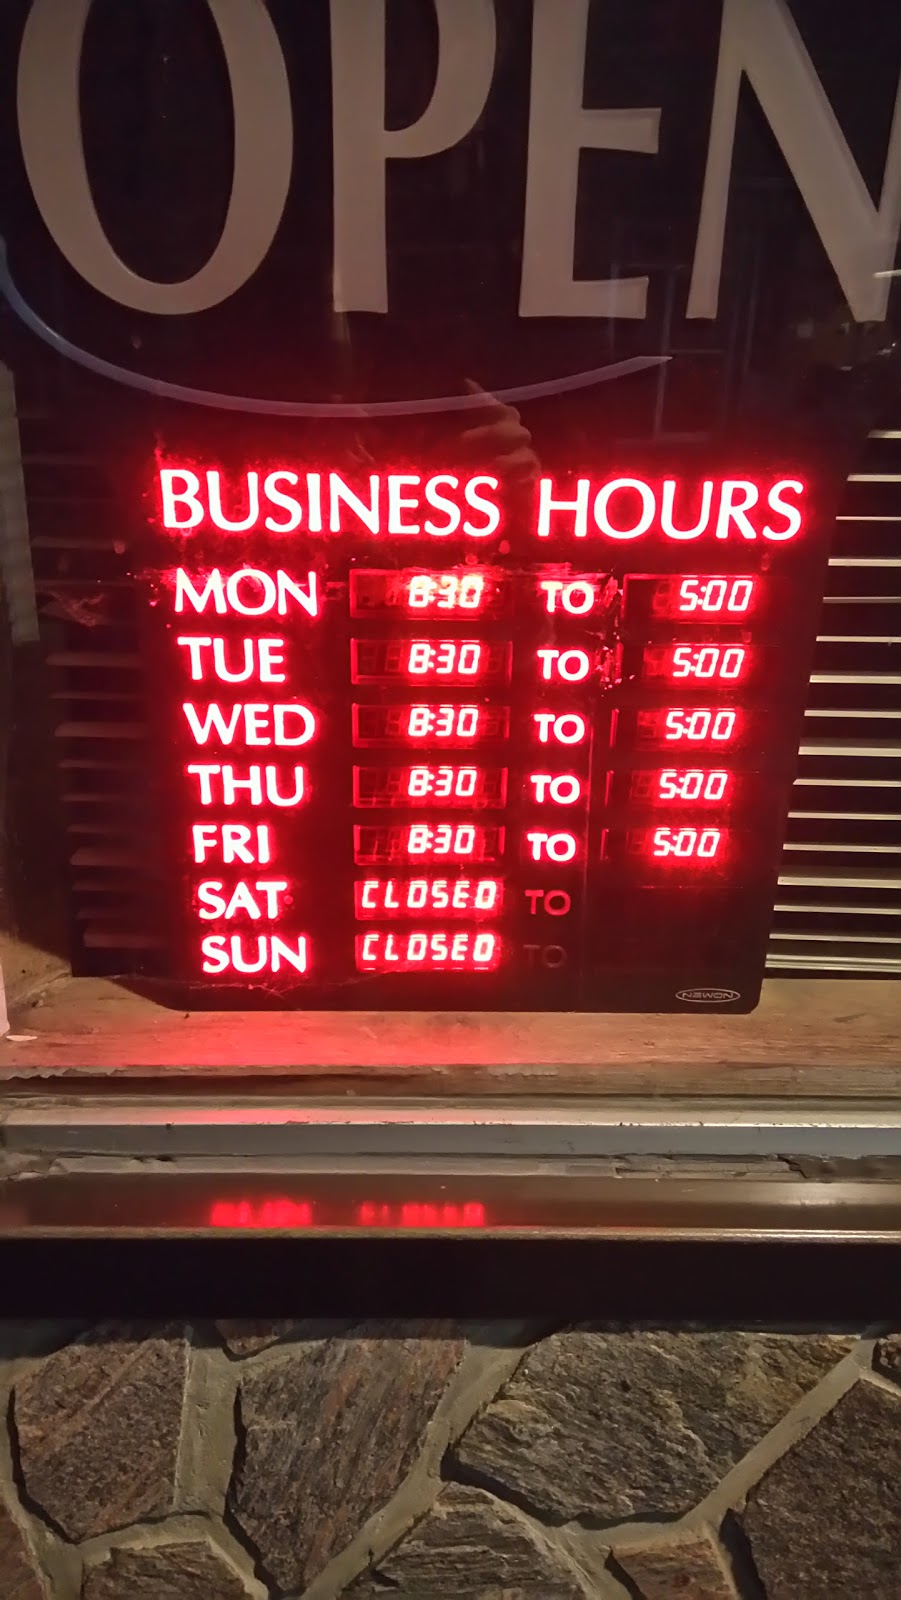 OPEN
BUSINESS HOURS
MON 8:30 TO 5:00
TUE 8:30 TO 5:00
WED 8:30 TO 5:00
THU 8:30 TO 5:00
FRI 8:30 TO 5:00
SAT CLOSED TO
SUN CLOSED TO
NEWON